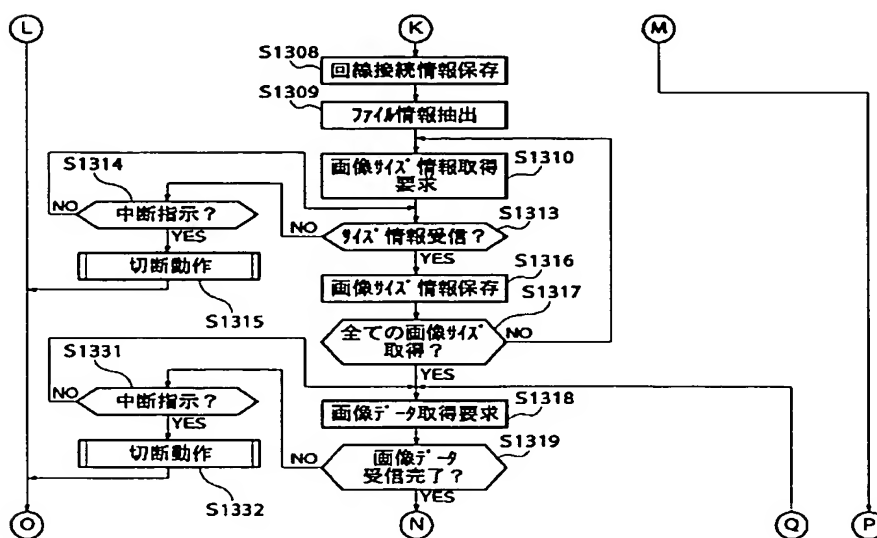 L
K
M
S1308
回線接続情報保存
S1309
ファイル情報抽出
S1310
画像サイズ情報取得
要求
S1314
中断指示？
NO
YES
S1313
サイズ情報受信？
NO
YES
切断動作
S1315
S1316
画像サイズ情報保存
S1317
全ての画像サイズ
取得？
NO
YES
S1331
中断指示？
NO
YES
S1318
画像データ取得要求
S1319
画像データ
受信完了？
NO
YES
切断動作
S1332
O
N
Q
P